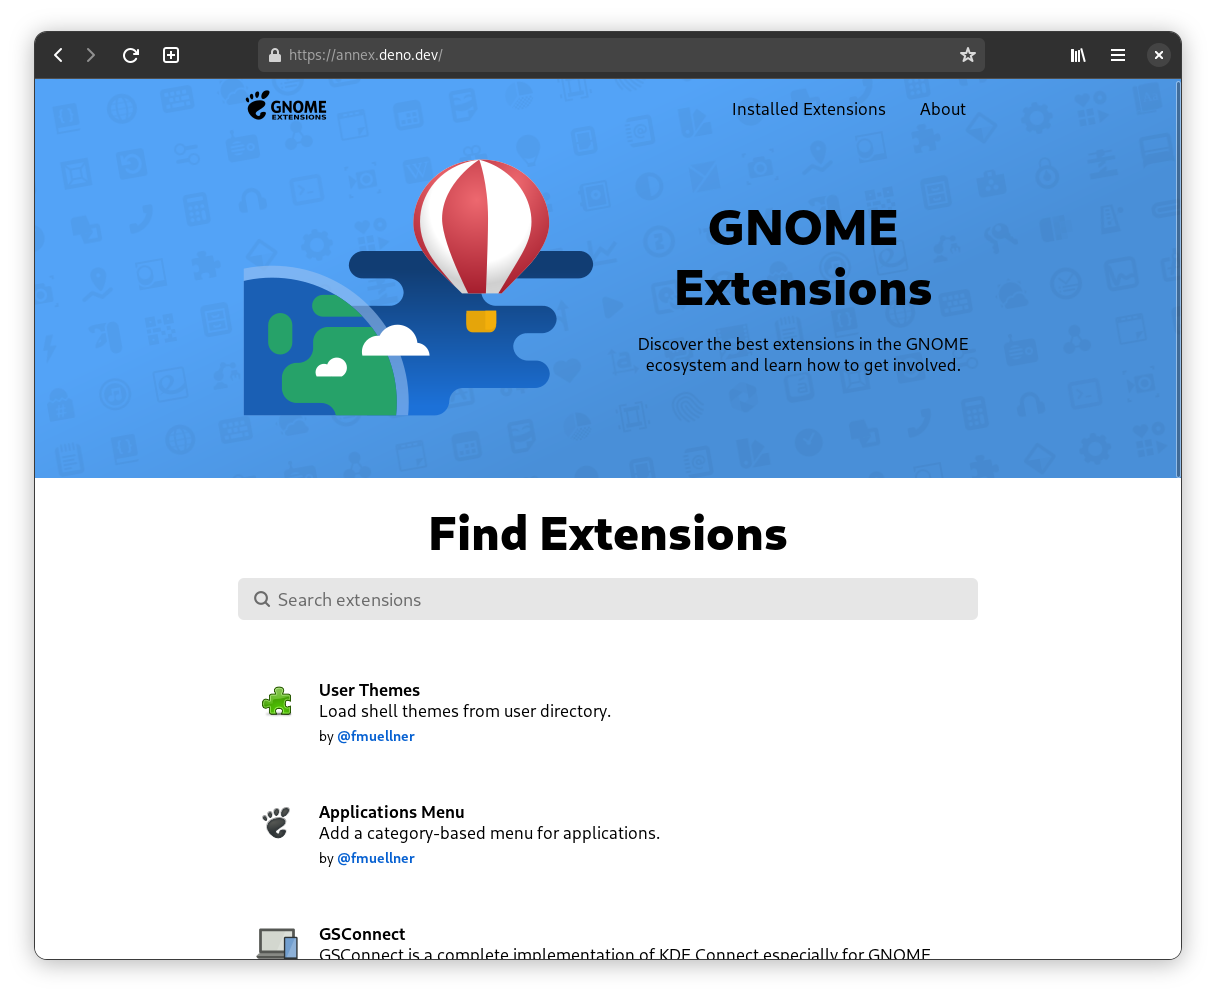 https://annex.deno.dev/
GNOME
EXTENSIONS
Installed Extensions
About
GNOME
Extensions
Discover the best extensions in the GNOME
ecosystem and learn how to get involved.
Find Extensions
Search extensions
User Themes
Load shell themes from user directory.
by @fmuellner
Applications Menu
Add a category-based menu for applications.
by @fmuellner
GSConnect
GSConnect is a complete implementation of KDE Connect especially for GNOME